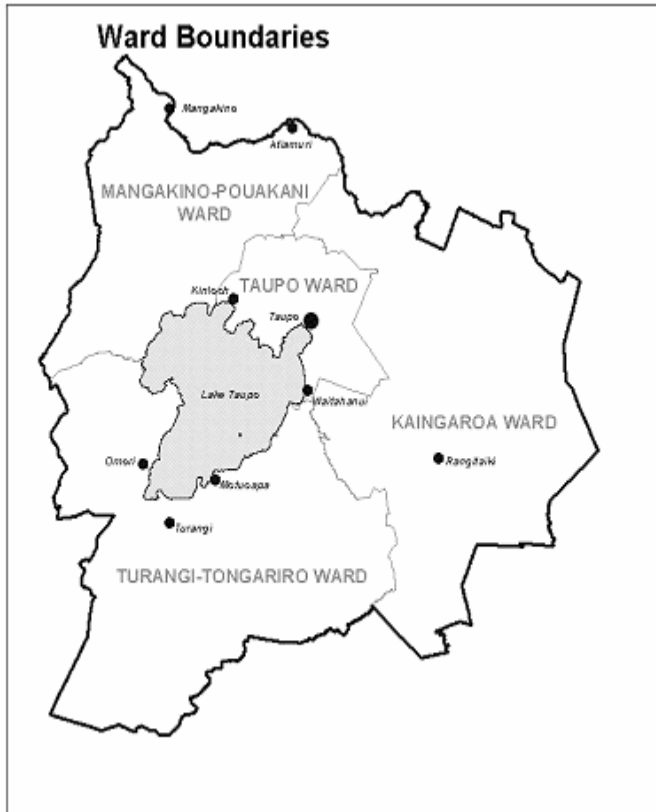 Ward Boundaries
Mangakino
Atiamuri
MANGAKINO-POUAKANI
WARD
Kinloch
TAUPO WARD
Taupo
Lake Taupo
Waitahanui
KAINGAROA WARD
Omori
Rangitaiki
Motuoapa
Turangi
TURANGI-TONGARIRO WARD